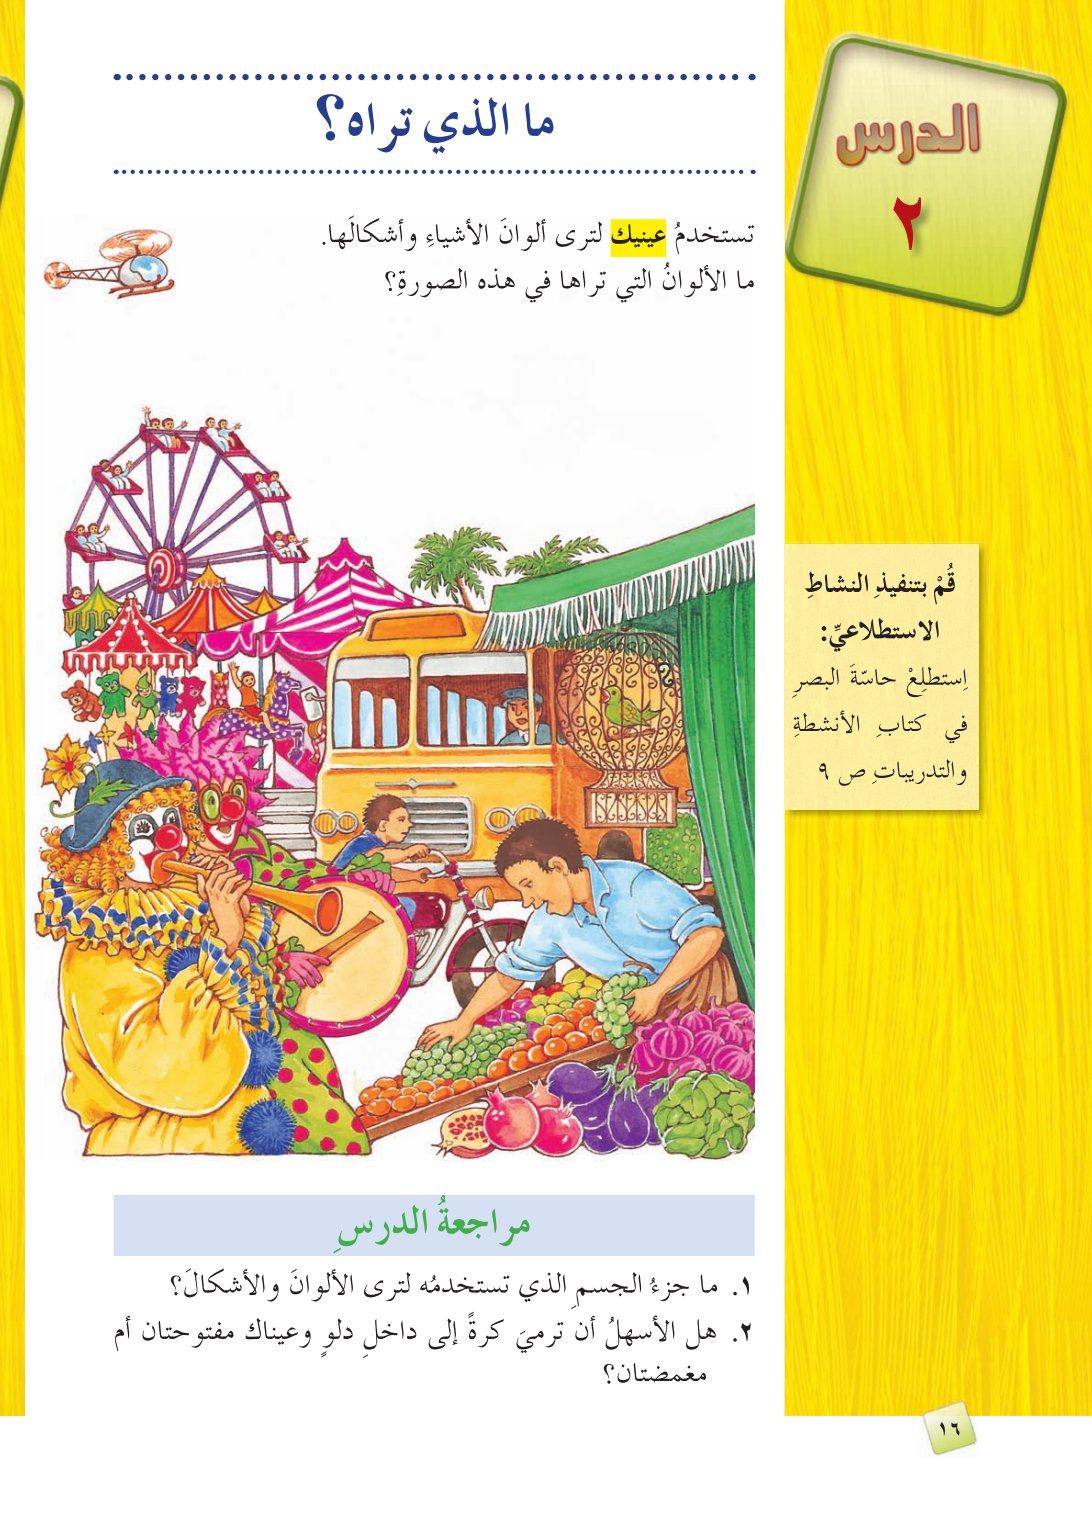 الدرس
٢
ما الذي تراه؟
تستخدمُ عينيك لترى ألوانَ الأشياءِ وأشكالَها.
ما الألوانُ التي تراها في هذه الصورةِ؟
قُمْ بتنفيذِ النشاطِ
الاستطلاعيِّ:
اِستطلِعْ حاسّةَ البصرِ
في كتابِ الأنشطةِ
والتدريباتِ ص ٩
مراجعةُ الدرسِ
١. ما جزءُ الجسمِ الذي تستخدمُه لترى الألوانَ والأشكالَ؟
٢. هل الأسهلُ أن ترميَ كرةً إلى داخلِ دلوٍ وعيناك مفتوحتان أم
مغمضتان؟
١٦